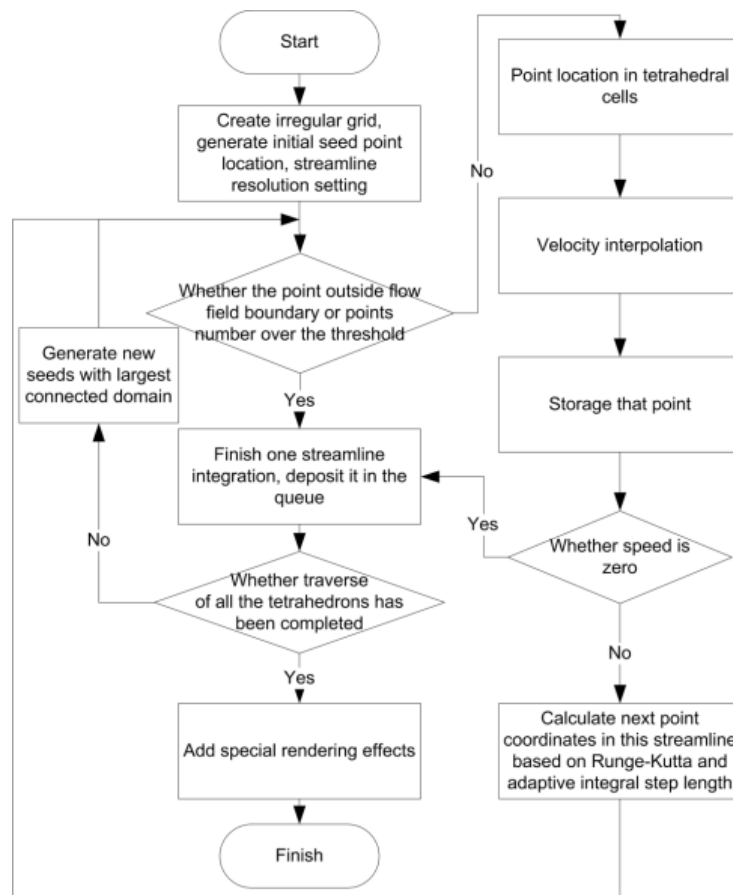 Start
Create irregular grid,
generate initial seed point
location, streamline
resolution setting
Whether the point outside flow
field boundary or points
number over the threshold
Yes
No
Generate new
seeds with largest
connected domain
Finish one streamline
integration, deposit it in the
queue
No
Whether traverse
of all the tetrahedrons has
been completed
Yes
Add special rendering effects
Finish
Point location in tetrahedral
cells
Velocity interpolation
Storage that point
Yes
Whether speed is
zero
No
Calculate next point
coordinates in this streamline
based on Runge-Kutta and
adaptive integral step length